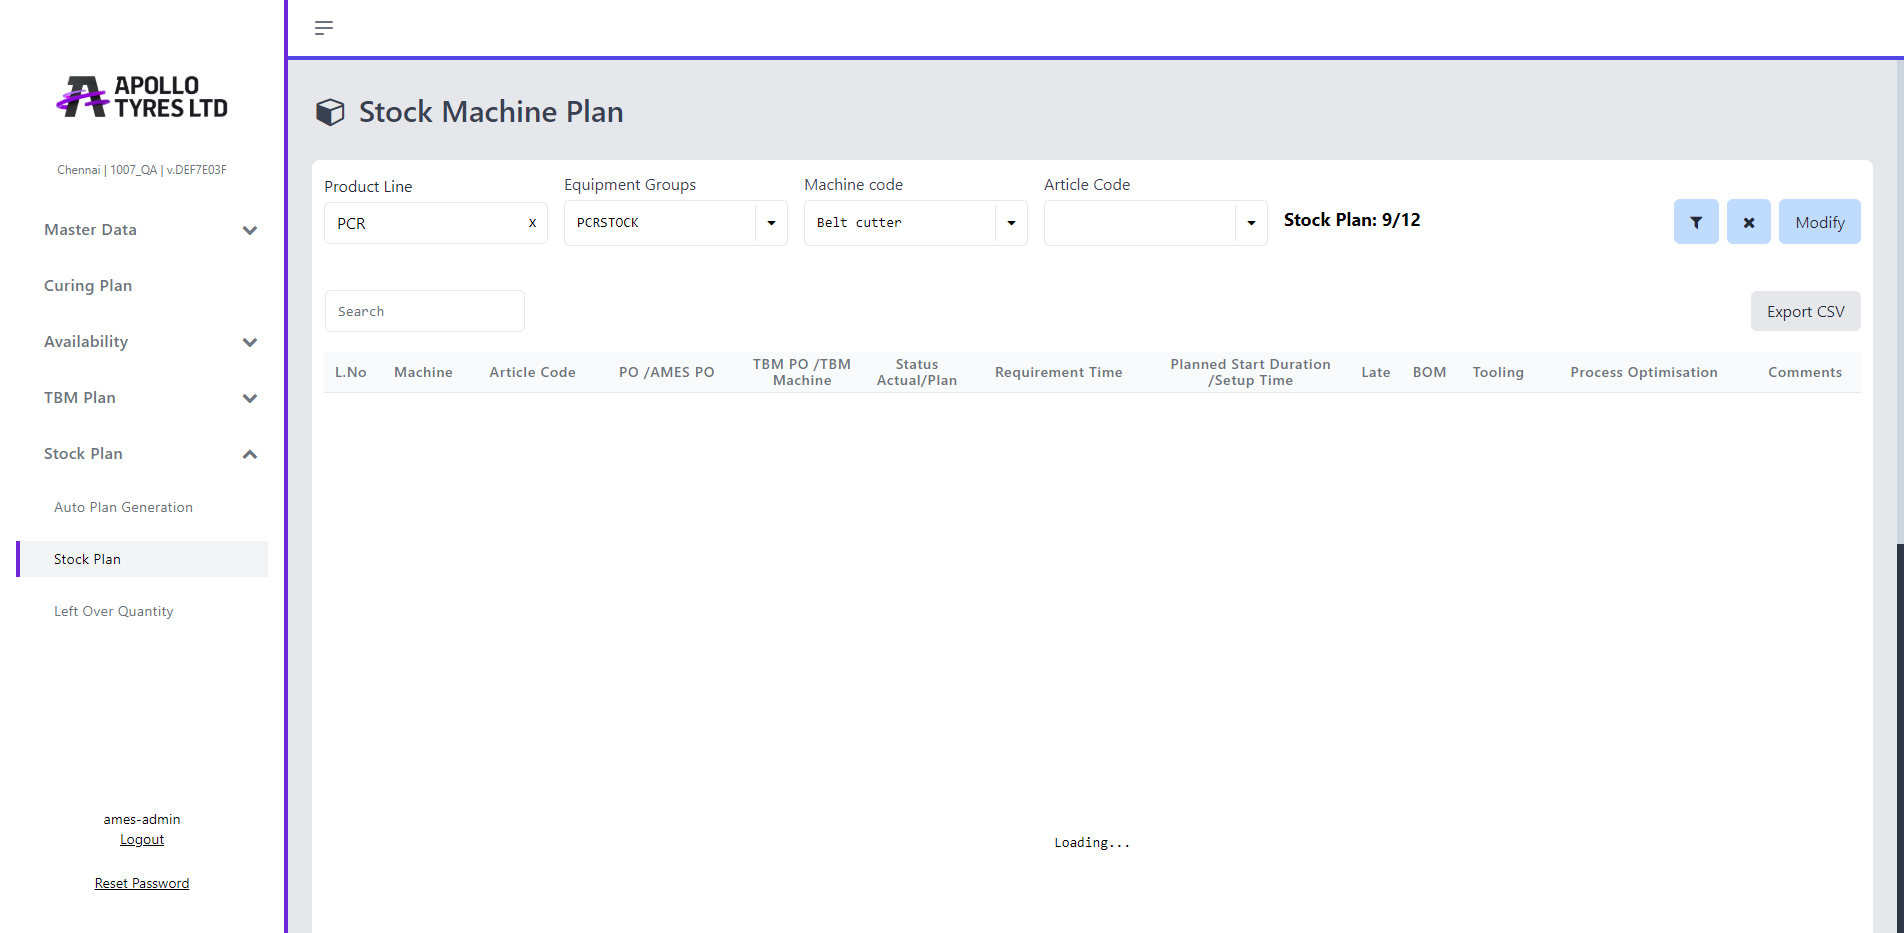 APOLLO
TYRES LTD
Chennai | 1007_QA | v.DEF7E03F
Master Data
Curing Plan
Availability
TBM Plan
Stock Plan
Auto Plan Generation
Stock Plan
Left Over Quantity
ames-admin
Logout
Reset Password
Stock Machine Plan
Product Line
Equipment Groups
Machine code
Article Code
PCR x
PCRSTOCK
Belt cutter
Stock Plan: 9/12
Modify
Search
Export CSV
L.No
Machine
Article Code
PO /AMES PO
TBM PO /TBM
Machine
Status
Actual/Plan
Requirement Time
Planned Start Duration
/Setup Time
Late
BOM
Tooling
Process Optimisation
Comments
Loading...